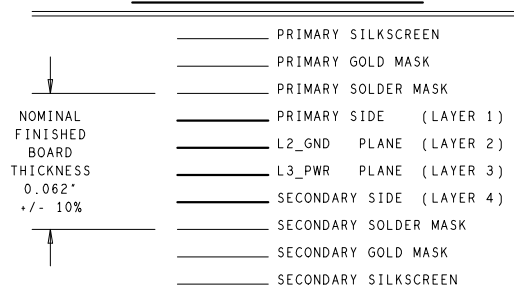 PRIMARY SILKSCREEN
PRIMARY GOLD MASK
PRIMARY SOLDER MASK
PRIMARY SIDE (LAYER 1)
L2_GND PLANE (LAYER 2)
L3_PWR PLANE (LAYER 3)
SECONDARY SIDE (LAYER 4)
SECONDARY SOLDER MASK
SECONDARY GOLD MASK
SECONDARY SILKSCREEN
NOMINAL
FINISHED
BOARD
THICKNESS
0.062"
+/- 10%